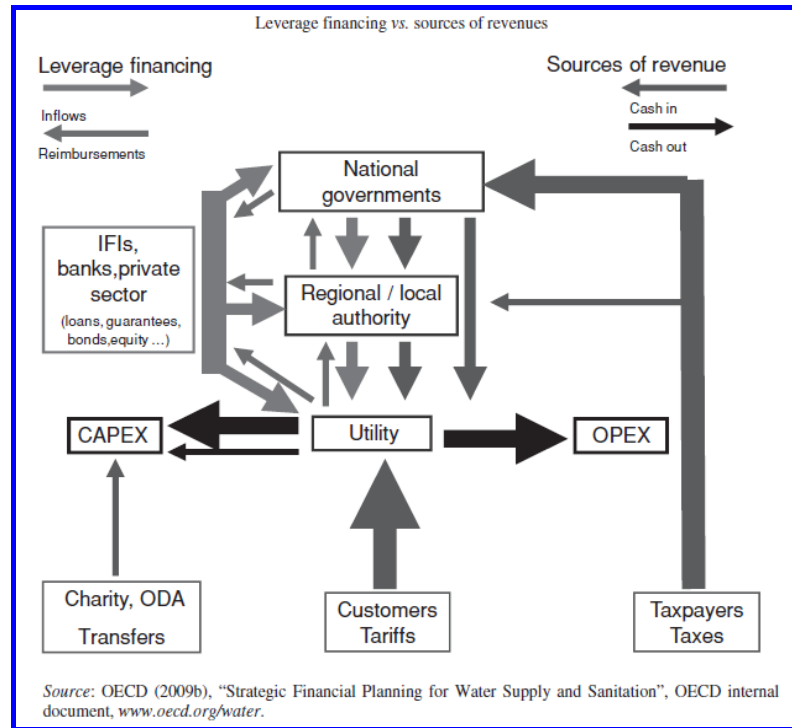 Leverage financing vs. sources of revenues
Leverage financing
Inflows
Reimbursements
Sources of revenue
Cash in
Cash out
National
governments
IFIs,
banks,private
sector
(loans, guarantees,
bonds,equity ...)
Regional / local
authority
CAPEX
Utility
OPEX
Charity, ODA
Transfers
Customers
Tariffs
Taxpayers
Taxes
Source: OECD (2009b), “Strategic Financial Planning for Water Supply and Sanitation”, OECD internal
document, www.oecd.org/water.